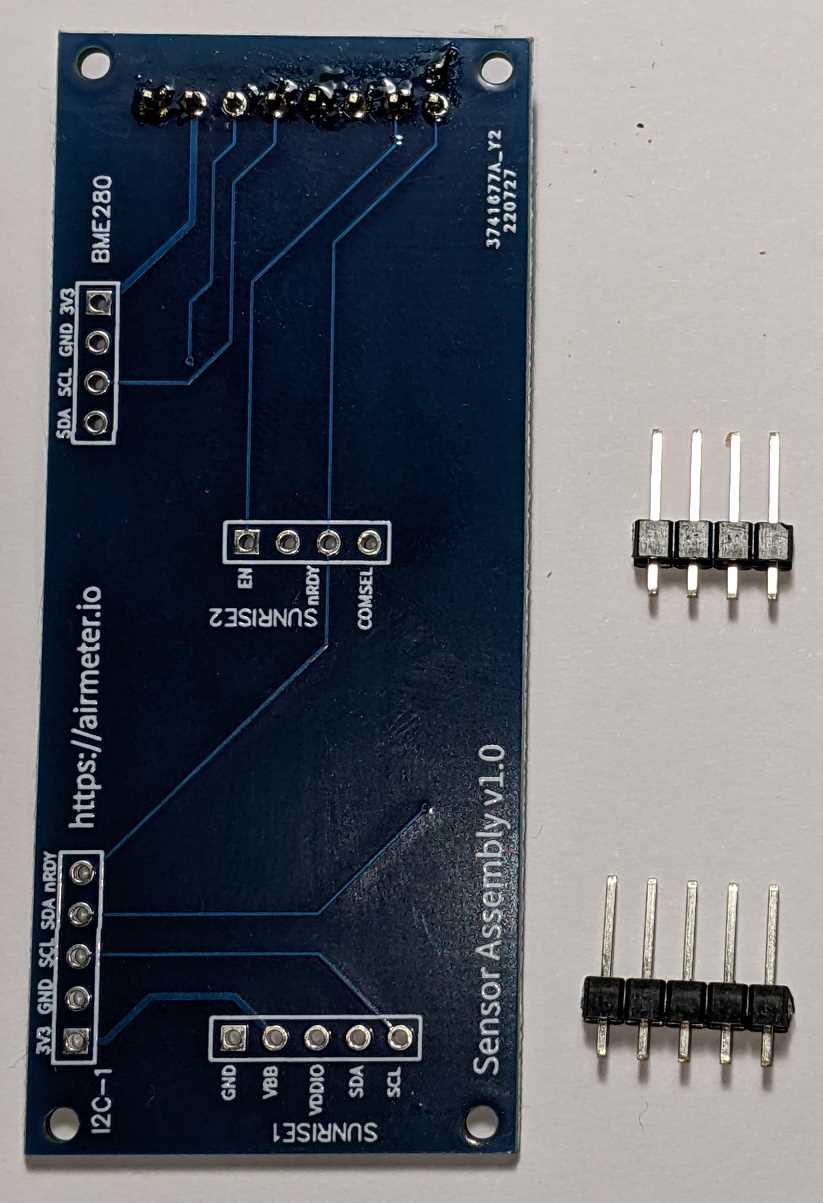 3741677A_Y2
220727
BME280
3V3
GND
SCL
SDA
EN
nRDY
COMSEL
SUNRISE2
https://airmeter.io
Sensor Assembly v1.0
nRDY
SDA
SCL
GND
3V3
I2C-1
GND
VBB
VDDIO
SDA
SCL
SUNRISE1